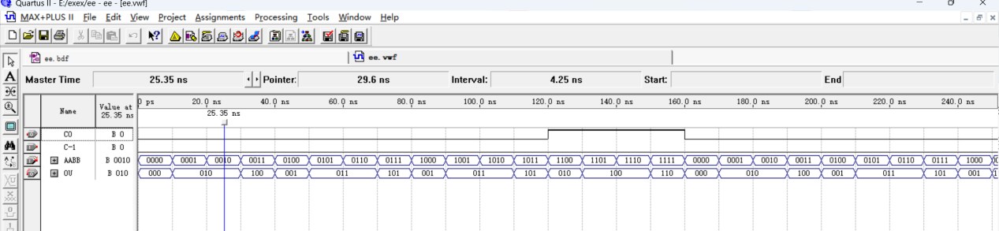 Quartus II - E:/exex/ee - ee - [ee.vwf]
MAX+PLUS II File Edit View Project Assignments Processing Tools Window Help
ee.bdf ee.vwf
Master Time 25.35 ns Pointer: 29.6 ns Interval: 4.25 ns Start: End
Name Value at 25.35 ns 0 ps 20.0 ns 40.0 ns 60.0 ns 80.0 ns 100.0 ns 120.0 ns 140.0 ns 160.0 ns 180.0 ns 200.0 ns 220.0 ns 240.0 ns
25.35 ns
CO B 0
C-1 B 0
AABB B 0010 0000 0001 0010 0011 0100 0101 0110 0111 1000 1001 1010 1011 1100 1101 1110 1111 0000 0001 0010 0011 0100 0101 0110 0111 1000
OU B 010 000 010 100 001 011 101 001 011 101 010 100 110 000 010 100 001 011 101 001